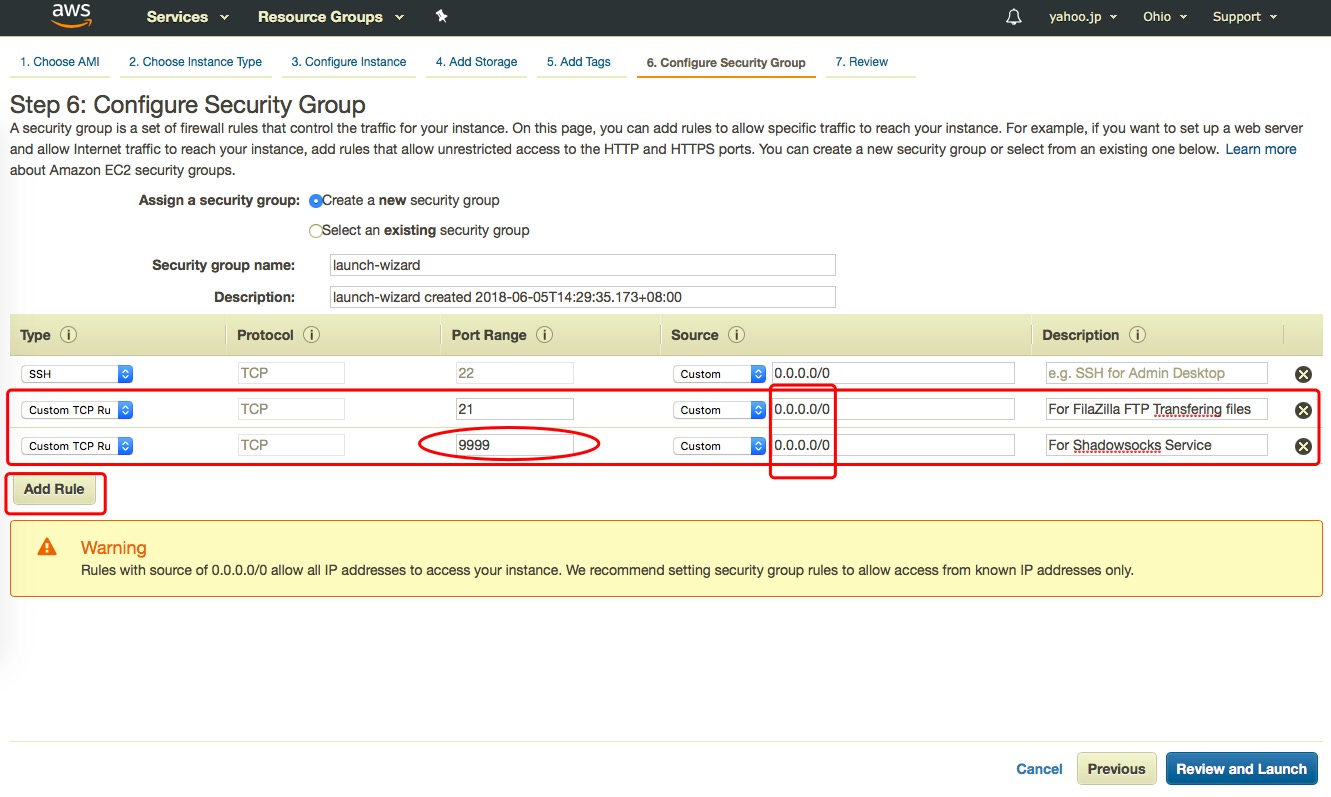 aws
Services Resource Groups yahoo.jp Ohio Support
1. Choose AMI 2. Choose Instance Type 3. Configure Instance 4. Add Storage 5. Add Tags 6. Configure Security Group 7. Review
Step 6: Configure Security Group
A security group is a set of firewall rules that control the traffic for your instance. On this page, you can add rules to allow specific traffic to reach your instance. For example, if you want to set up a web server
and allow Internet traffic to reach your instance, add rules that allow unrestricted access to the HTTP and HTTPS ports. You can create a new security group or select from an existing one below. Learn more
about Amazon EC2 security groups.
Assign a security group: Create a new security group
Select an existing security group
Security group name: launch-wizard
Description: launch-wizard created 2018-06-05T14:29:35.173+08:00
Type i Protocol i Port Range i Source i Description i
SSH TCP 22 Custom 0.0.0.0/0 e.g. SSH for Admin Desktop
Custom TCP Ru TCP 21 Custom 0.0.0.0/0 For FilaZilla FTP Transfering files
Custom TCP Ru TCP 9999 Custom 0.0.0.0/0 For Shadowsocks Service
Add Rule
Warning
Rules with source of 0.0.0.0/0 allow all IP addresses to access your instance. We recommend setting security group rules to allow access from known IP addresses only.
Cancel Previous Review and Launch